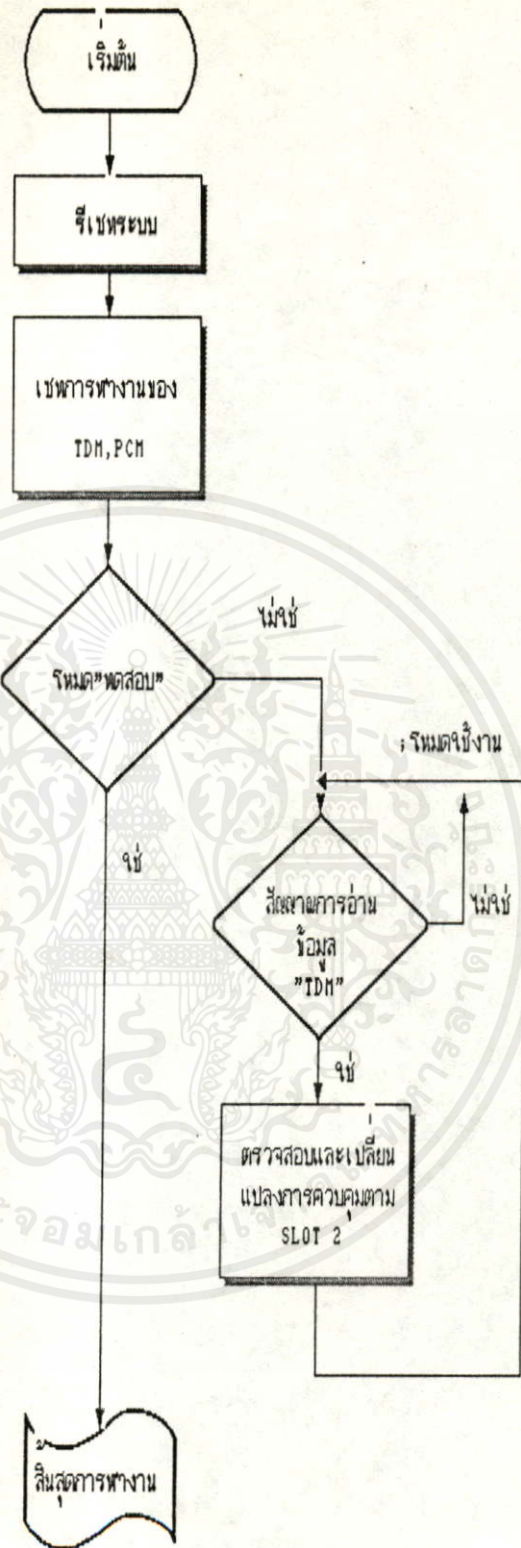 เริ่มต้น
รีเซทระบบ
เซทการทำงานของ
TDM,PCM
โหมด"ทดสอบ"
ไม่ใช่
; โหมดใช้งาน
ใช่
สัญญาณการอ่าน
ข้อมูล
"TDM"
ไม่ใช่
ใช่
ตรวจสอบและเปลี่ยน
แปลงการควบคุมตาม
SLOT 2
สิ้นสุดการทำงาน